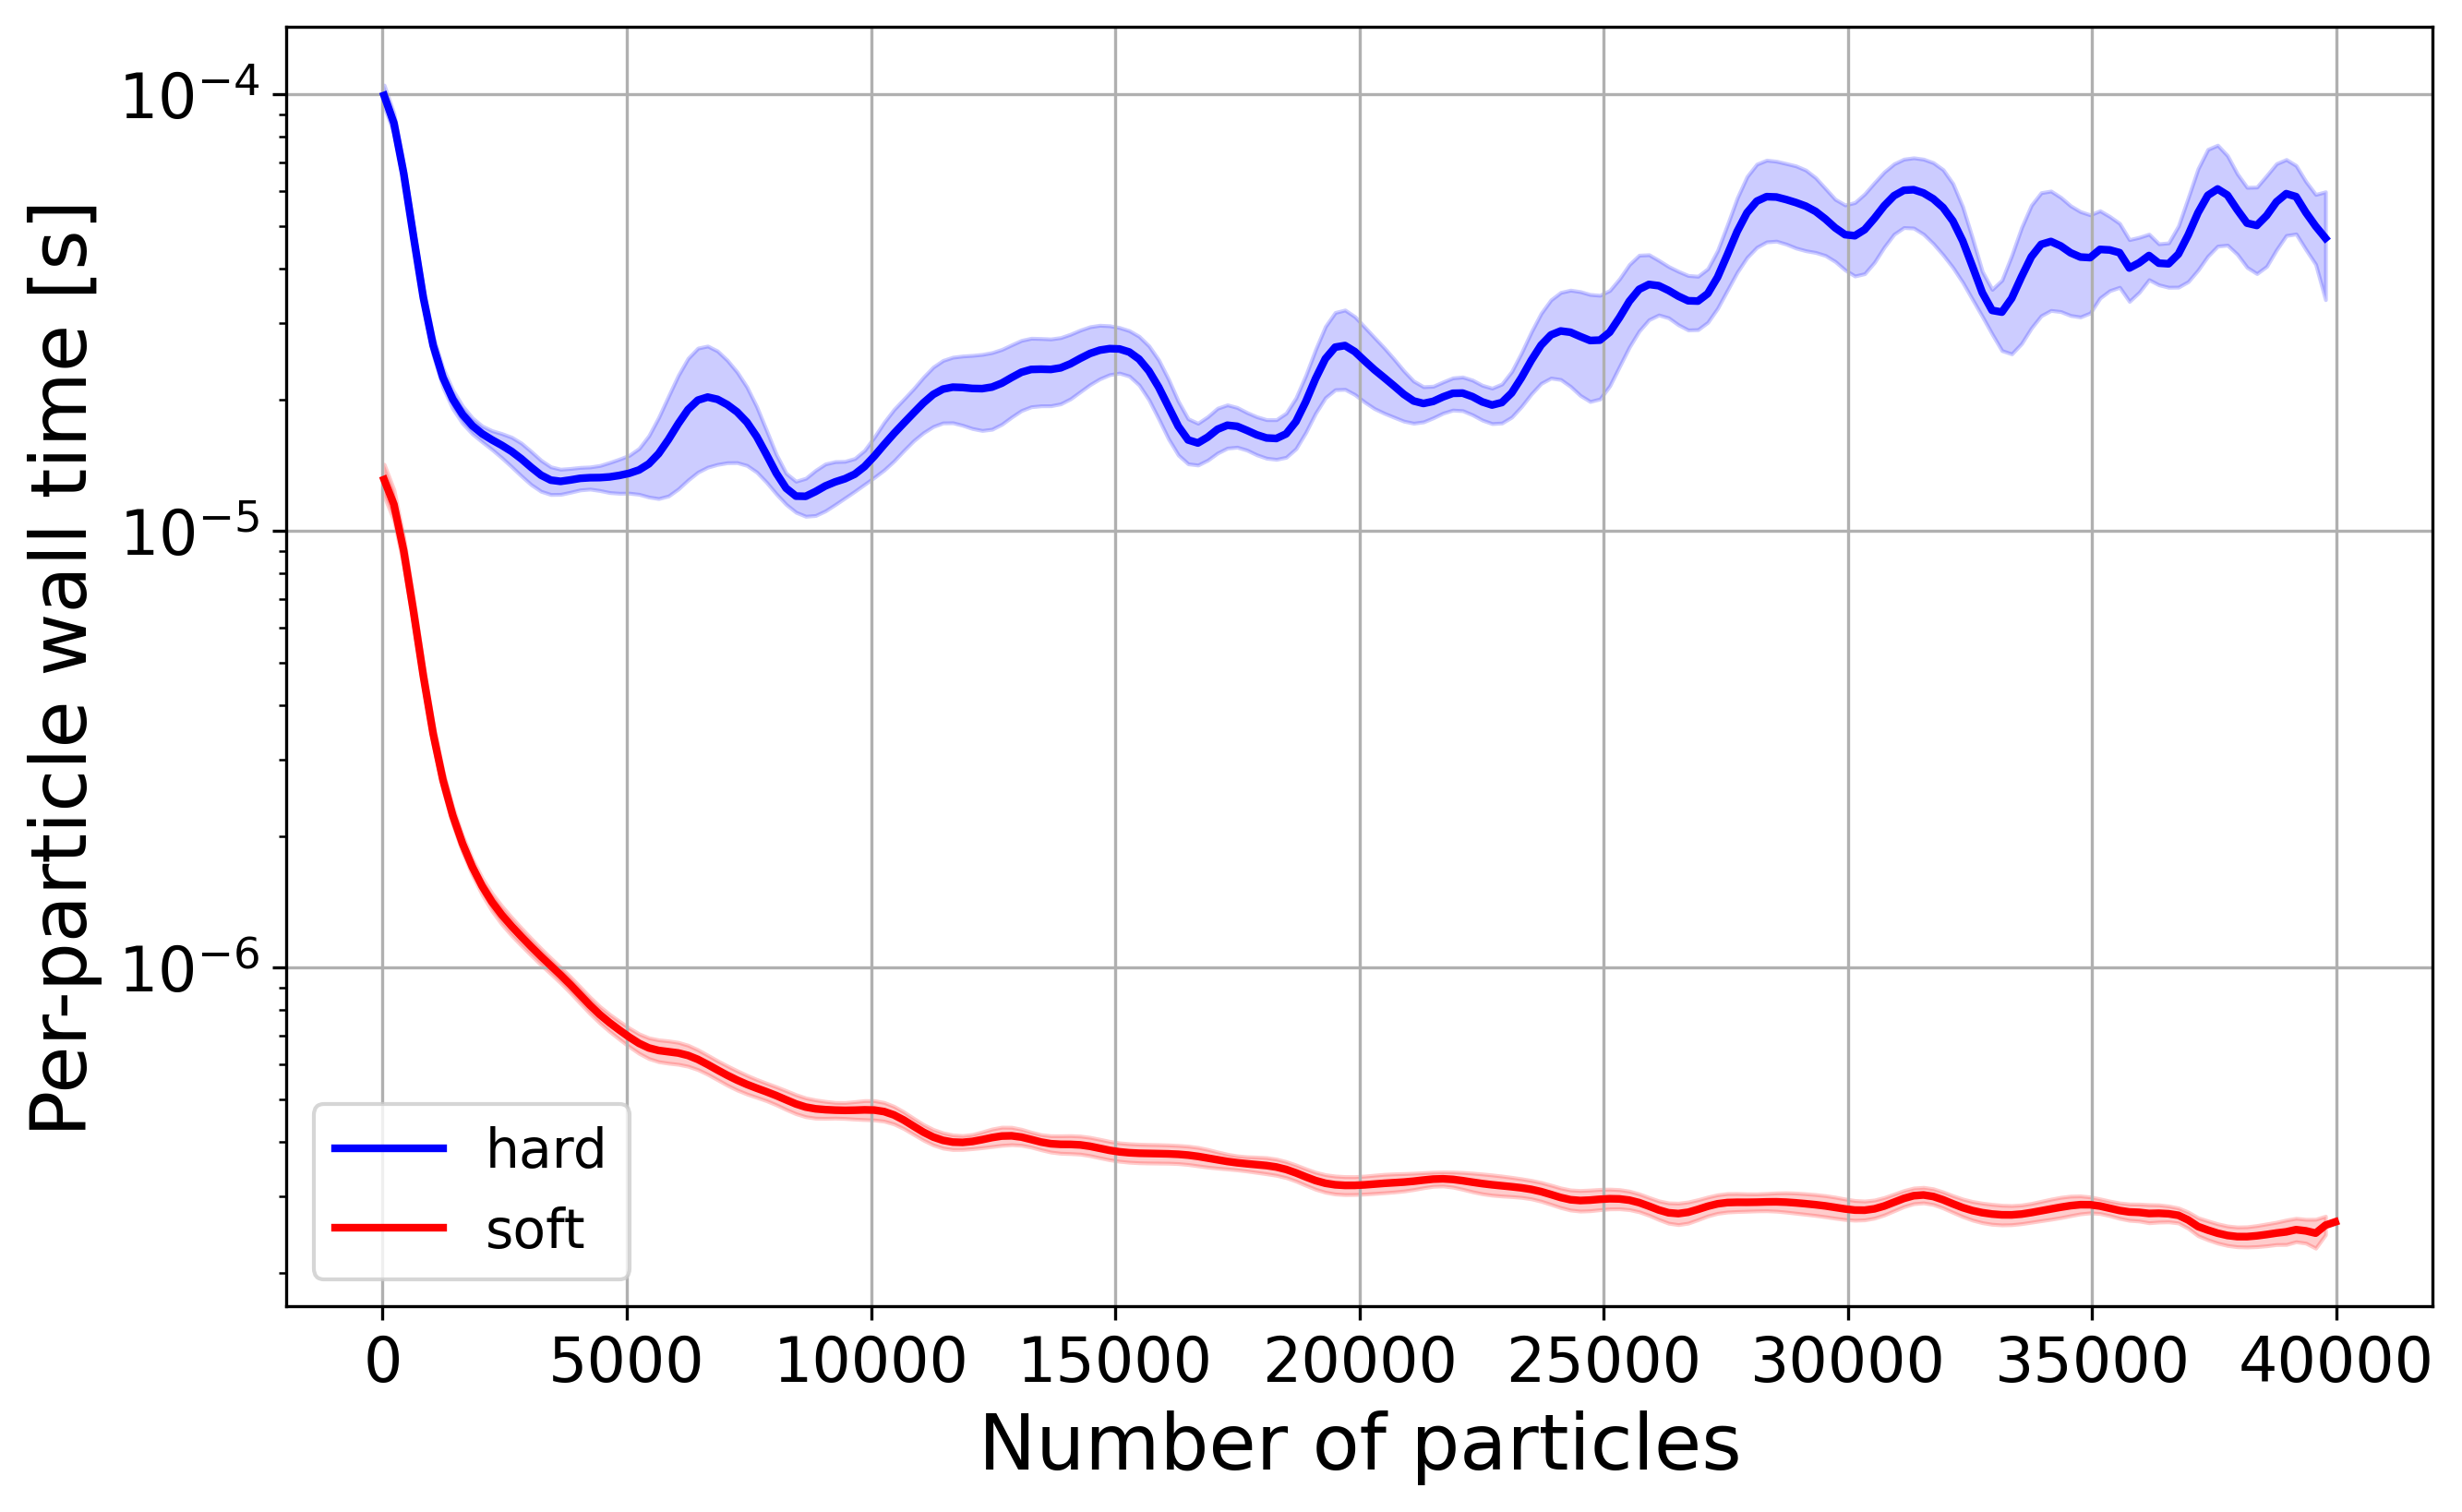 Per-particle wall time [s]
10⁻⁴
10⁻⁵
10⁻⁶
hard
soft
0 5000 10000 15000 20000 25000 30000 35000 40000
Number of particles